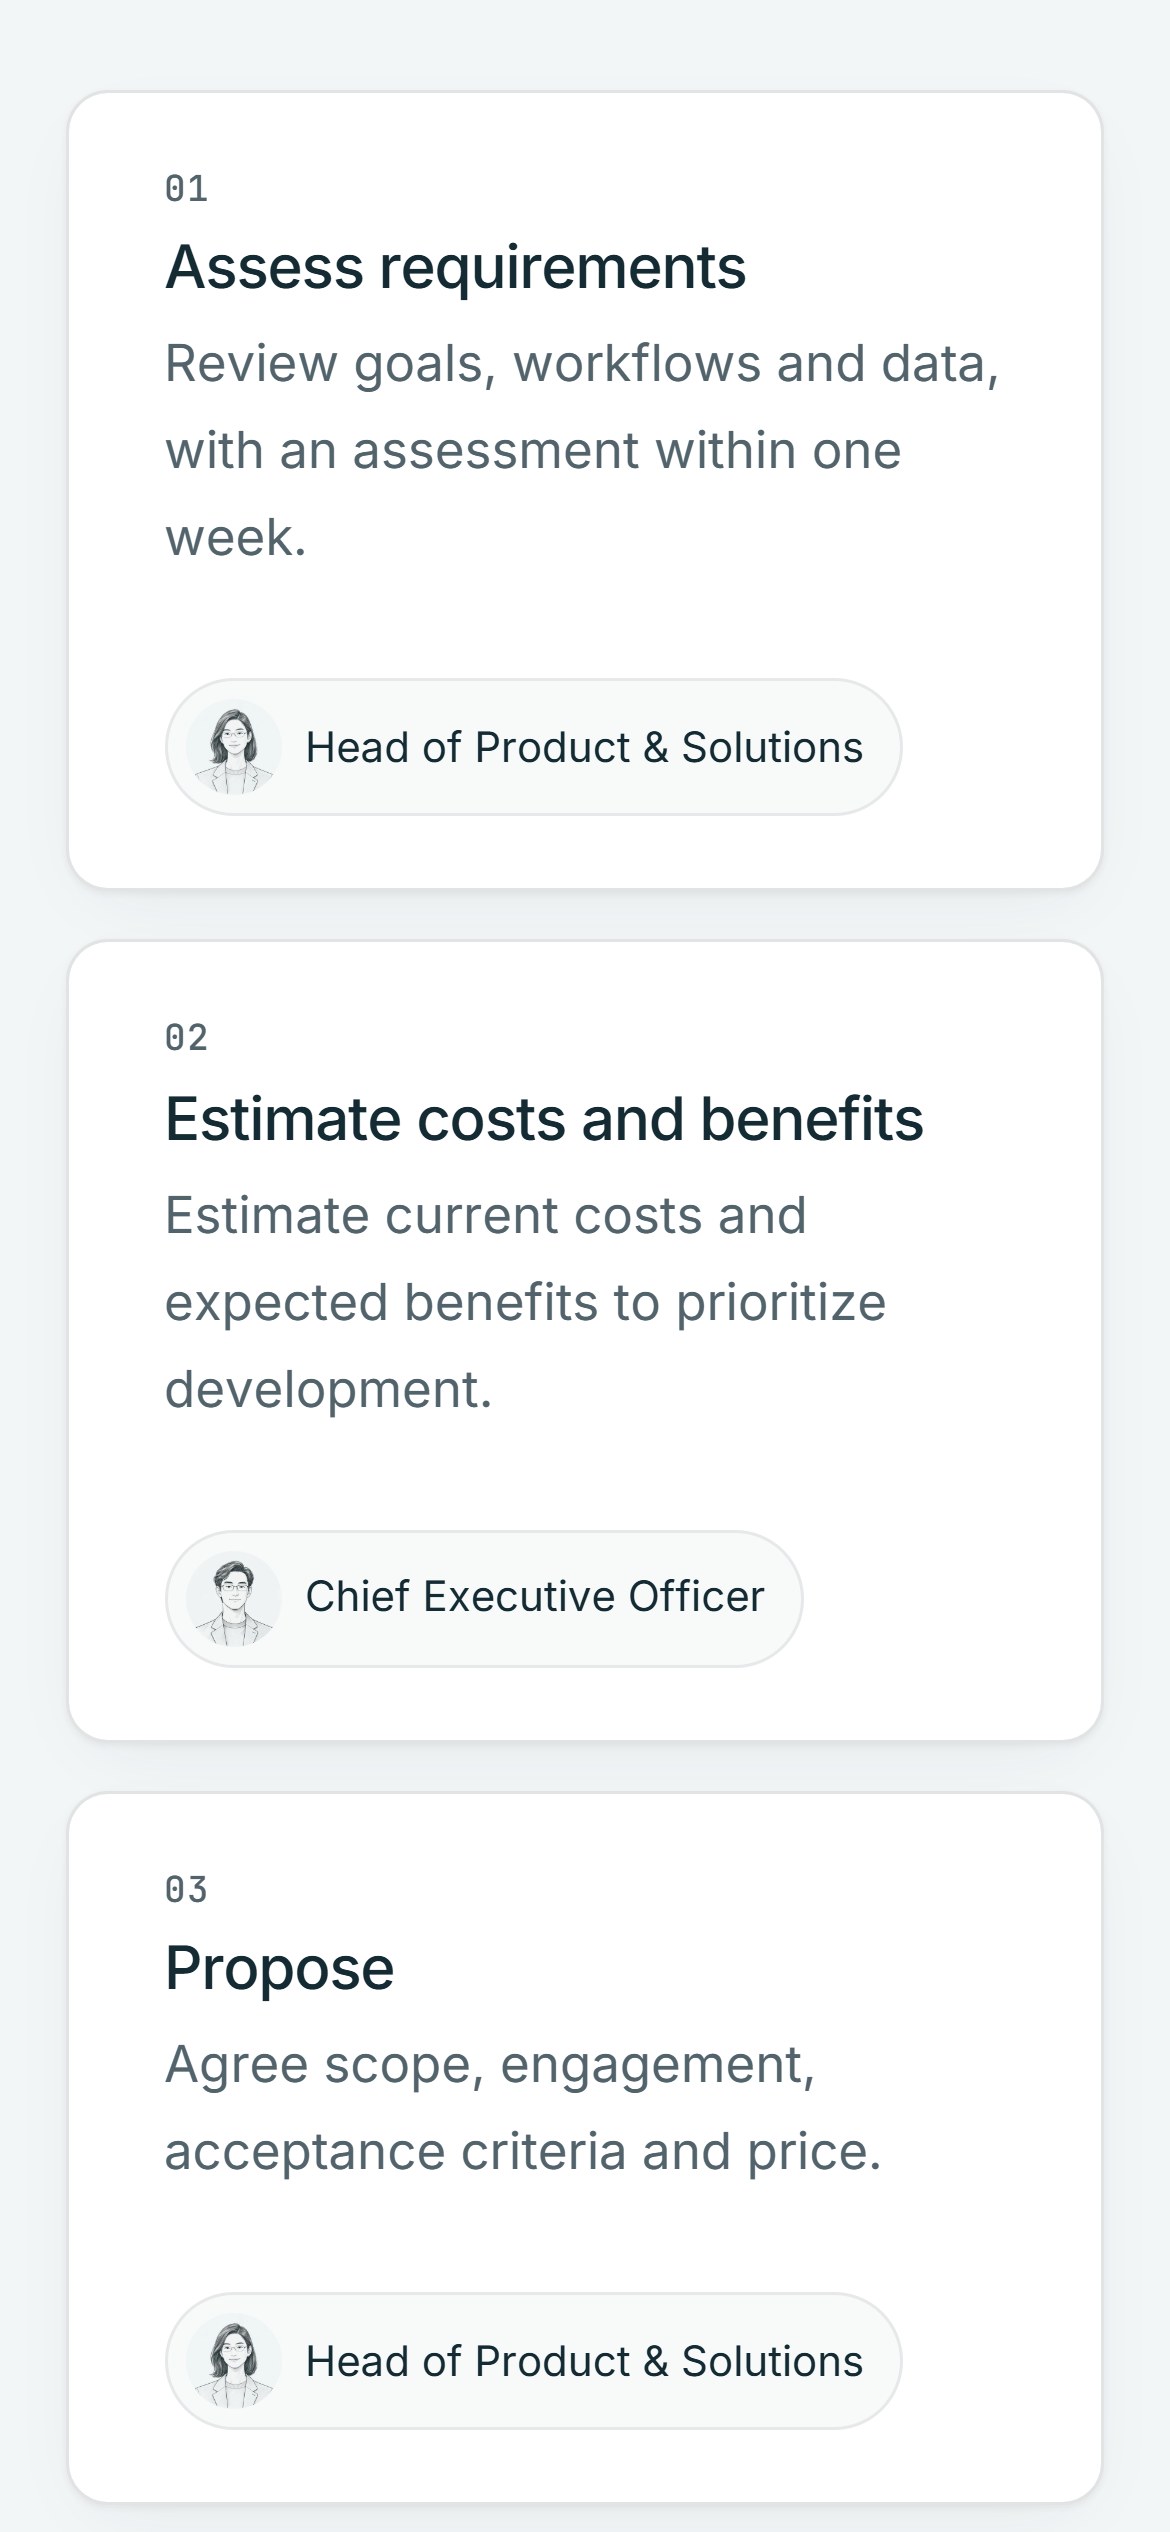 01
Assess requirements
Review goals, workflows and data,
with an assessment within one
week.
Head of Product & Solutions
02
Estimate costs and benefits
Estimate current costs and
expected benefits to prioritize
development.
Chief Executive Officer
03
Propose
Agree scope, engagement,
acceptance criteria and price.
Head of Product & Solutions